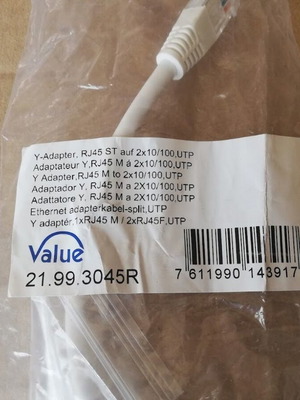 Y-Adapter, RJ45 ST auf 2x10/100,UTP
Adaptateur Y,RJ45 M á 2x10/100,UTP
Y Adapter,RJ45 M to 2x10/100,UTP
Adaptador Y, RJ45 M a 2X10/100,UTP
Adattatore Y, RJ45 M a 2X10/100,UTP
Ethernet adapterkabel-split,UTP
Y adaptér,1xRJ45 M / 2xRJ45F,UTP
Value
21.99.3045R
7 611990 143917